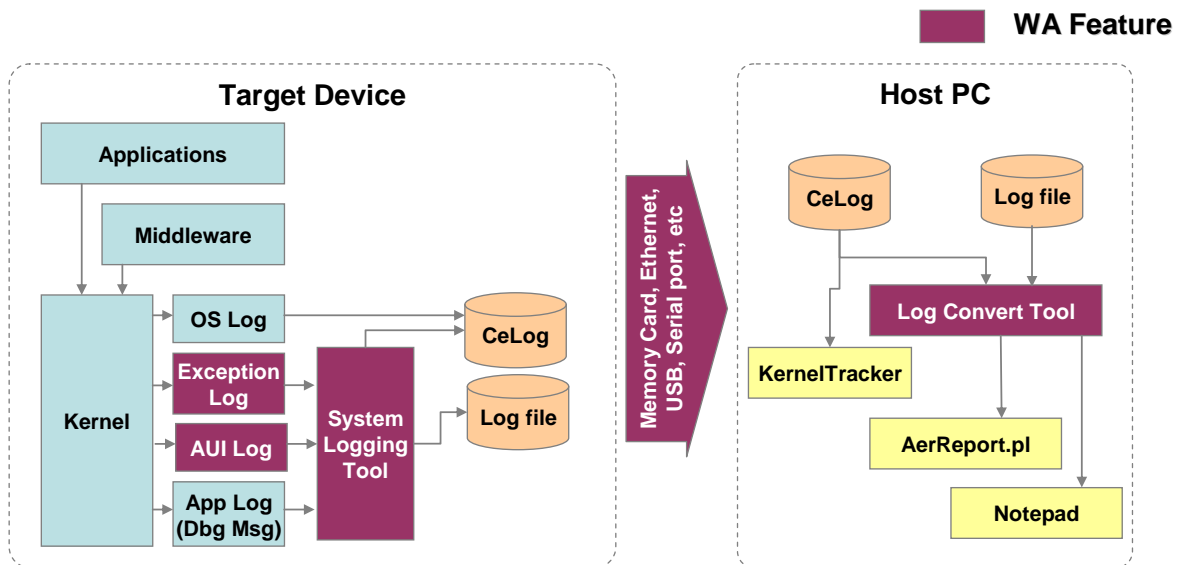 WA Feature
Target Device
Applications
Middleware
Kernel
OS Log
Exception
Log
AUI Log
App Log
(Dbg Msg)
System
Logging
Tool
CeLog
Log file
Memory Card, Ethernet,
USB, Serial port, etc
Host PC
CeLog
Log file
Log Convert Tool
KernelTracker
AerReport.pl
Notepad